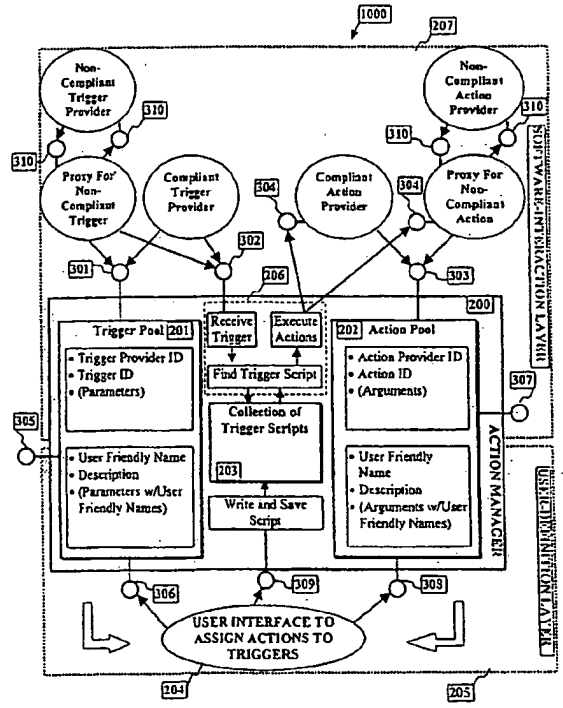 1000
207
Non-
Compliant
Trigger
Provider
Non-
Compliant
Action
Provider
310
310
310
310
Proxy For
Non-
Compliant
Trigger
Compliant
Trigger
Provider
304
Compliant
Action
Provider
304
Proxy For
Non-
Compliant
Action
SOFTWARE-INTERACTION LAYER
301
302
303
206
200
Trigger Pool 201
• Trigger Provider ID
• Trigger ID
• (Parameters)
Receive
Trigger
Execute
Actions
Find Trigger Script
202 Action Pool
• Action Provider ID
• Action ID
• (Arguments)
307
305
Collection of
Trigger Scripts
203
• User Friendly Name
• Description
• (Parameters w/User
Friendly Names)
• User Friendly
Name
• Description
• (Arguments w/User
Friendly Names)
Write and Save
Script
ACTION MANAGER
USER-DEFINITION LAYER
306
309
308
USER INTERFACE TO
ASSIGN ACTIONS TO
TRIGGERS
204
205